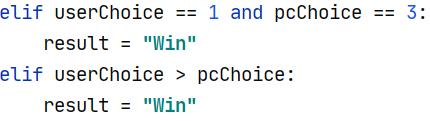 elif userChoice == 1 and pcChoice == 3:
    result = "Win"
elif userChoice > pcChoice:
    result = "Win"